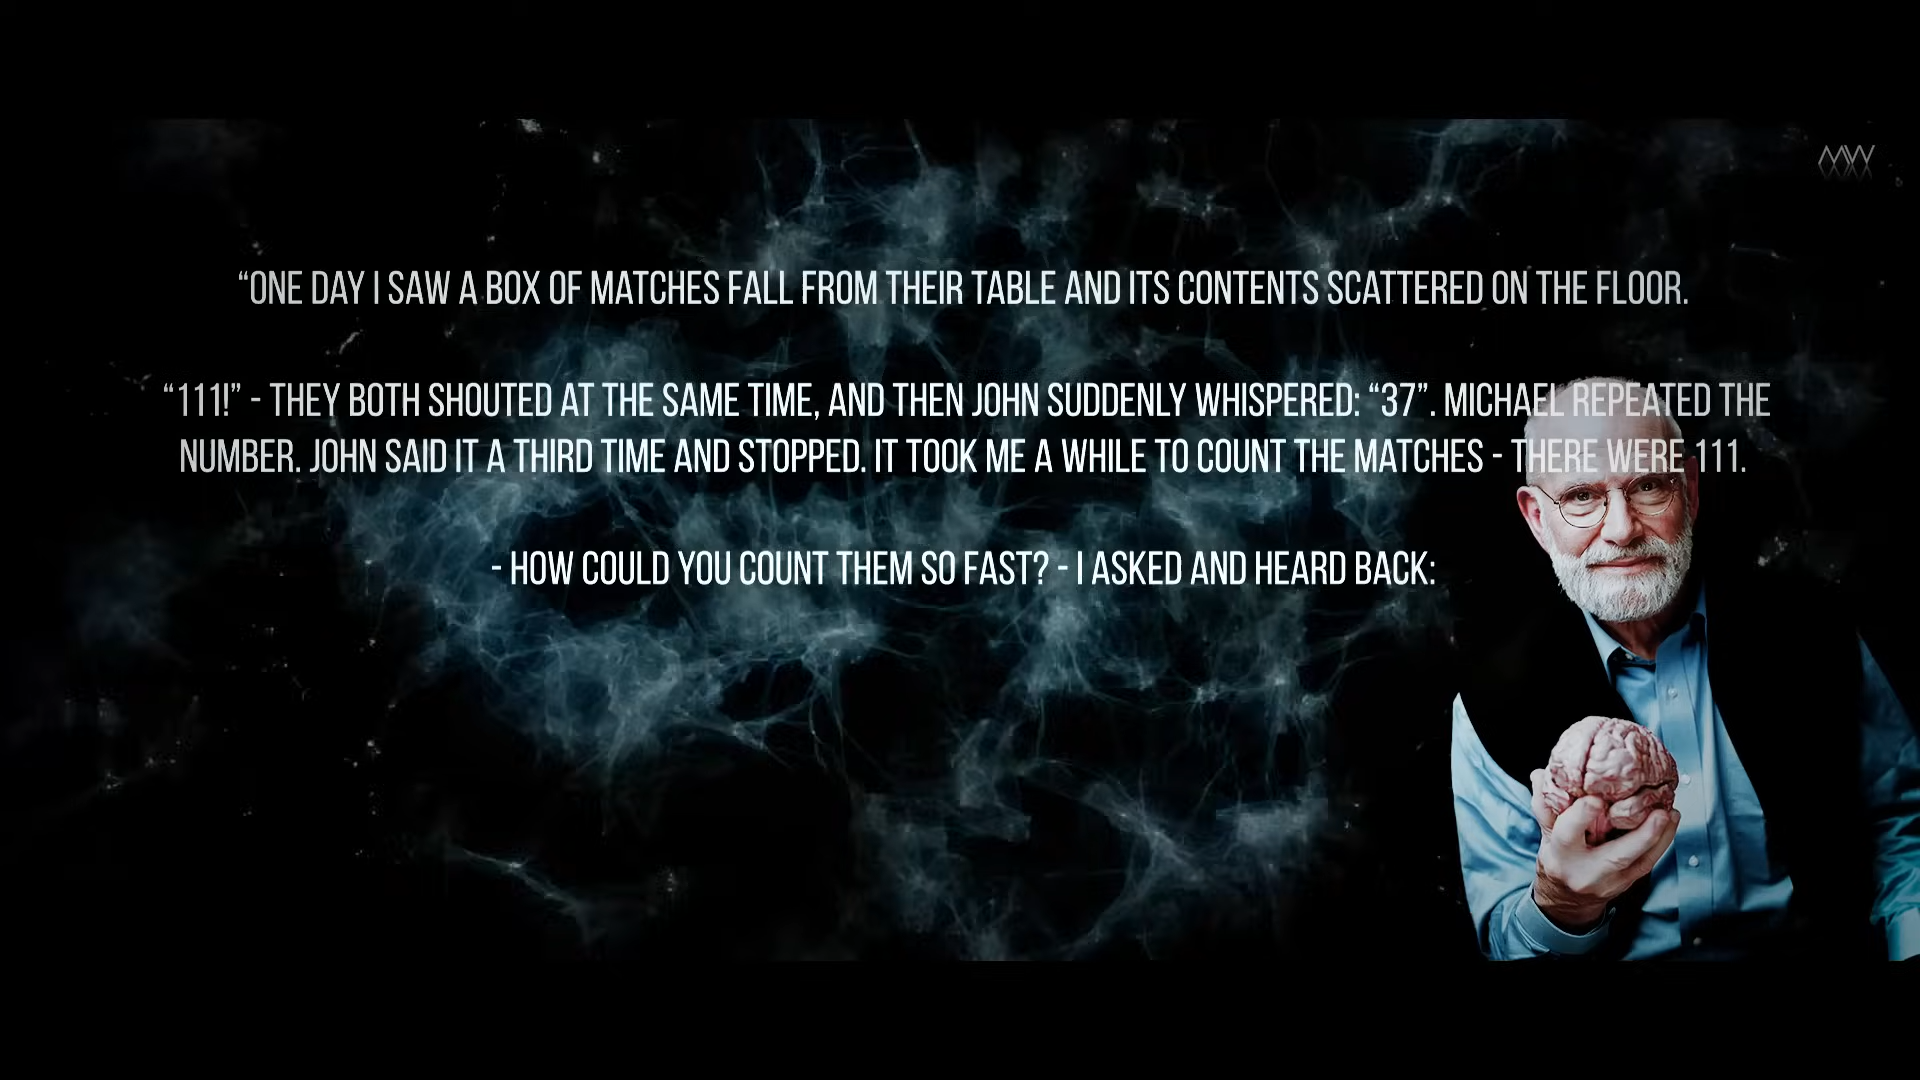 “ONE DAY I SAW A BOX OF MATCHES FALL FROM THEIR TABLE AND ITS CONTENTS SCATTERED ON THE FLOOR.
“111!” - THEY BOTH SHOUTED AT THE SAME TIME, AND THEN JOHN SUDDENLY WHISPERED: “37”. MICHAEL REPEATED THE
NUMBER. JOHN SAID IT A THIRD TIME AND STOPPED. IT TOOK ME A WHILE TO COUNT THE MATCHES - THERE WERE 111.
- HOW COULD YOU COUNT THEM SO FAST? - I ASKED AND HEARD BACK: